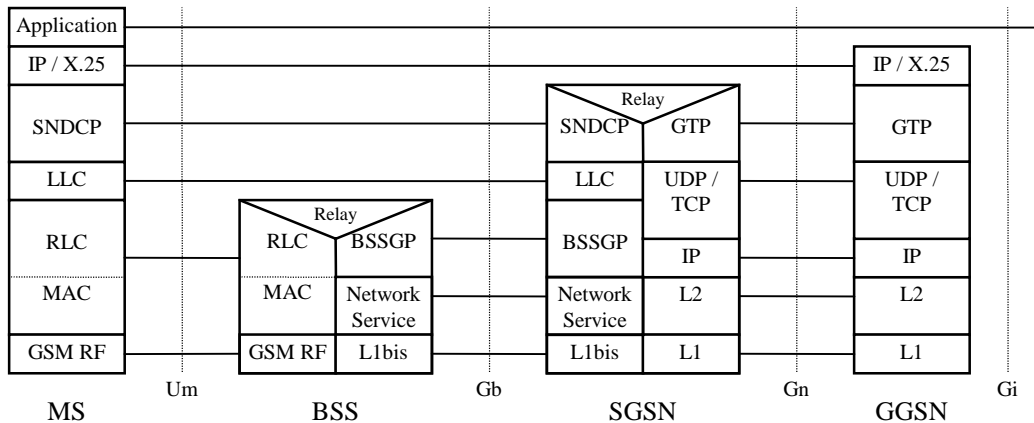 Application
IP / X.25
IP / X.25
Relay
SNDCP
SNDCP
GTP
GTP
LLC
LLC
UDP /
TCP
UDP /
TCP
Relay
RLC
RLC
BSSGP
BSSGP
IP
IP
MAC
MAC
Network
Service
Network
Service
L2
L2
GSM RF
GSM RF
L1bis
L1bis
L1
L1
Um
Gb
Gn
Gi
MS
BSS
SGSN
GGSN